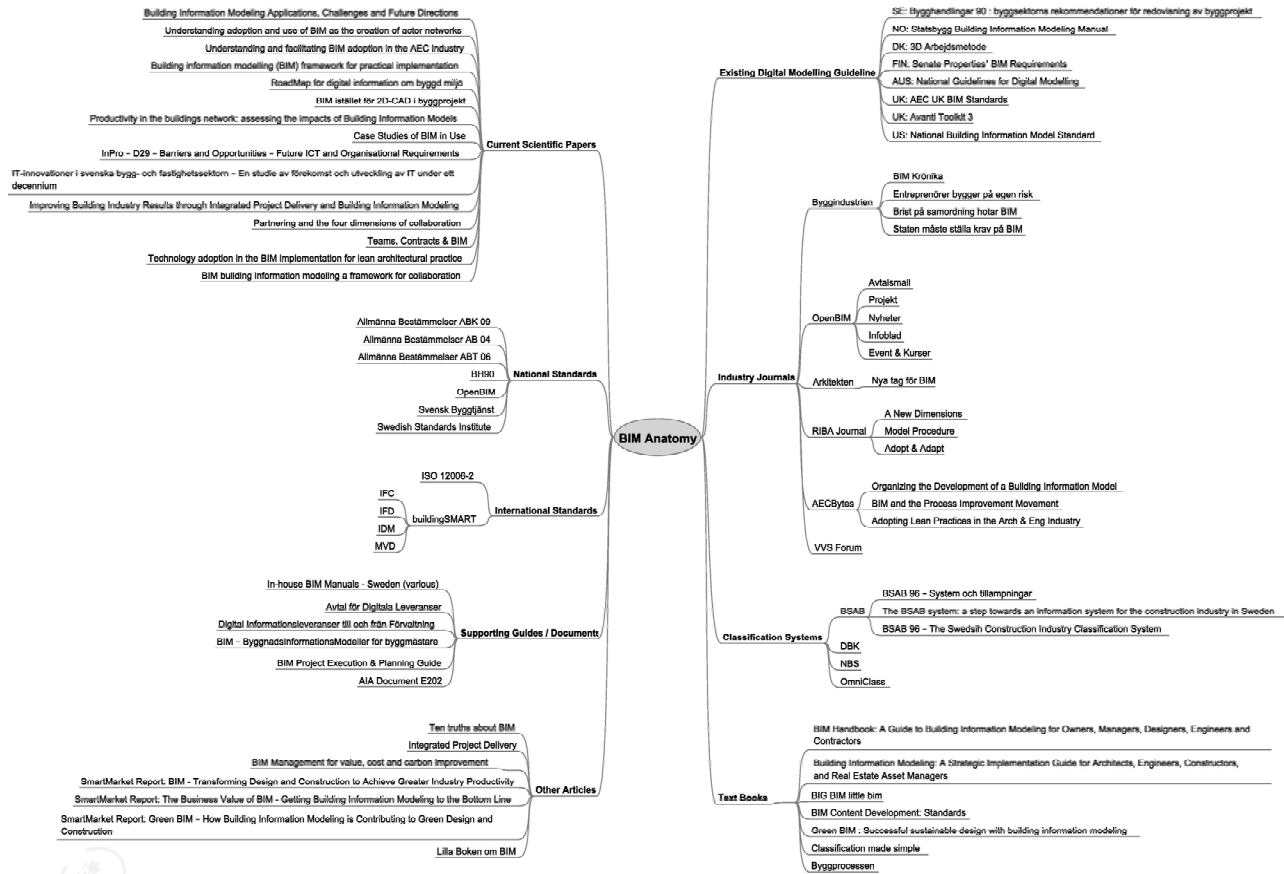 Building Information Modeling Applications, Challenges and Future Directions
Understanding adoption and use of BIM as the creation of actor networks
Understanding and facilitating BIM adoption in the AEC industry
Building information modelling (BIM) framework for practical implementation
RoadMap för digital information om byggd miljö
BIM istället för 2D-CAD i byggprojekt
Productivity in the buildings network: assessing the impacts of Building Information Models
Case Studies of BIM in Use
InPro – D29 – Barriers and Opportunities – Future ICT and Organisational Requirements
IT-innovationer i svenska bygg- och fastighetssektorn – En studie av förekomst och utveckling av IT under ett
decennium
Improving Building Industry Results through Integrated Project Delivery and Building Information Modeling
Partnering and the four dimensions of collaboration
Teams, Contracts & BIM
Technology adoption in the BIM implementation for lean architectural practice
BIM building information modeling a framework for collaboration
Current Scientific Papers
Allmänna Bestämmelser ABK 09
Allmänna Bestämmelser AB 04
Allmänna Bestämmelser ABT 06
BH90
OpenBIM
Svensk Byggtjänst
Swedish Standards Institute
National Standards
ISO 12006-2
IFC
IFD
IDM
MVD
buildingSMART
International Standards
In-house BIM Manuals - Sweden (various)
Avtal för Digitala Leveranser
Digital Informationsleveranser till och från Förvaltning
BIM – ByggnadsInformationsModeller för byggmästare
BIM Project Execution & Planning Guide
AIA Document E202
Supporting Guides / Document
Ten truths about BIM
Integrated Project Delivery
BIM Management for value, cost and carbon improvement
SmartMarket Report: BIM - Transforming Design and Construction to Achieve Greater Industry Productivity
SmartMarket Report: The Business Value of BIM - Getting Building Information Modeling to the Bottom Line
SmartMarket Report: Green BIM – How Building Information Modeling is Contributing to Green Design and
Construction
Lilla Boken om BIM
Other Articles
BIM Anatomy
Existing Digital Modelling Guideline
SE: Bygghandlingar 90 : byggsektorns rekommendationer för redovisning av byggprojekt
NO: Statsbygg Building Information Modeling Manual
DK: 3D Arbejdsmetode
FIN: Senate Properties' BIM Requirements
AUS: National Guidelines for Digital Modelling
UK: AEC UK BIM Standards
UK: Avanti Toolkit 3
US: National Building Information Model Standard
Industry Journals
Byggindustrien
BIM Krönika
Entreprenörer bygger på egen risk
Brist på samordning hotar BIM
Staten måste ställa krav på BIM
OpenBIM
Avtalsmall
Projekt
Nyheter
Infoblad
Event & Kurser
Arkitekten
Nya tag för BIM
RIBA Journal
A New Dimensions
Model Procedure
Adopt & Adapt
AECBytes
Organizing the Development of a Building Information Model
BIM and the Process Improvement Movement
Adopting Lean Practices in the Arch & Eng Industry
VVS Forum
Classification Systems
BSAB
BSAB 96 – System och tillampningar
The BSAB system: a step towards an information system for the construction industry in Sweden
BSAB 96 – The Swedsih Construction Industry Classification System
DBK
NBS
OmniClass
Text Books
BIM Handbook: A Guide to Building Information Modeling for Owners, Managers, Designers, Engineers and
Contractors
Building Information Modeling: A Strategic Implementation Guide for Architects, Engineers, Constructors,
and Real Estate Asset Managers
BIG BIM little bim
BIM Content Development: Standards
Green BIM : Successful sustainable design with building information modeling
Classification made simple
Byggprocessen